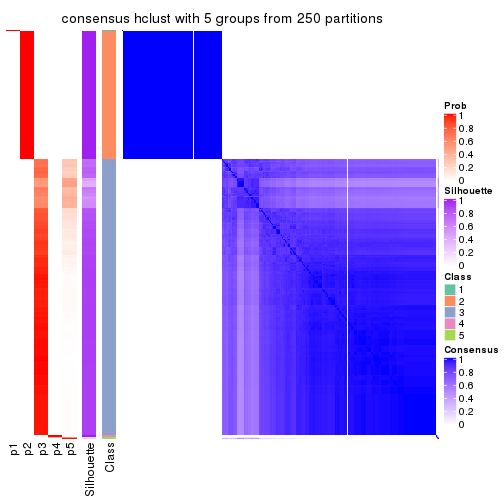 consensus hclust with 5 groups from 250 partitions
Prob
1
0.8
0.6
0.4
0.2
0
Silhouette
1
0.8
0.6
0.4
0.2
0
Class
1
2
3
4
5
Consensus
1
0.8
0.6
0.4
0.2
0
p1
p2
p3
p4
p5
Silhouette
Class